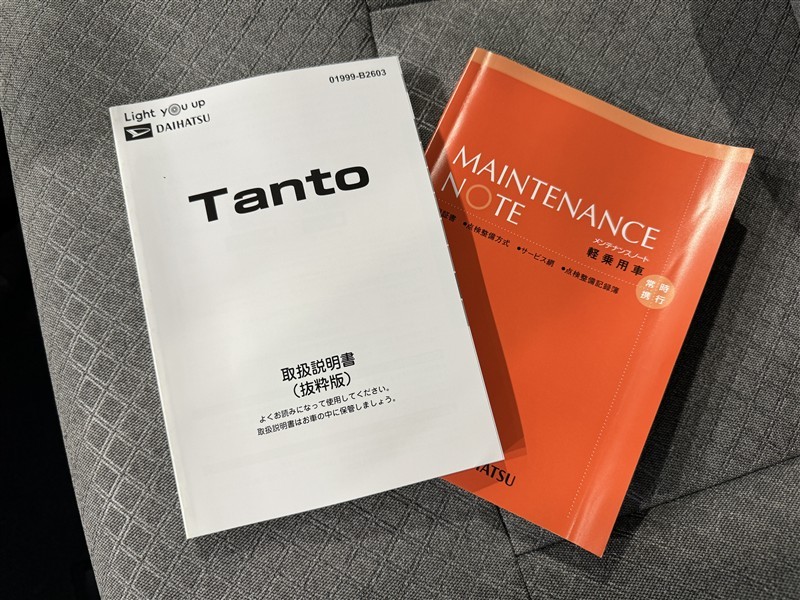 01999-B2603
Light you up
DAIHATSU
Tanto
取扱説明書
（抜粋版）
よくお読みになって使用してください。
取扱説明書はお車の中に保管しましょう。
MAINTENANCE
NOTE
メンテナンスノート
軽乗用車
証書 ●点検整備方式 ●サービス網 ●点検整備記録簿
常時
携行
HATSU